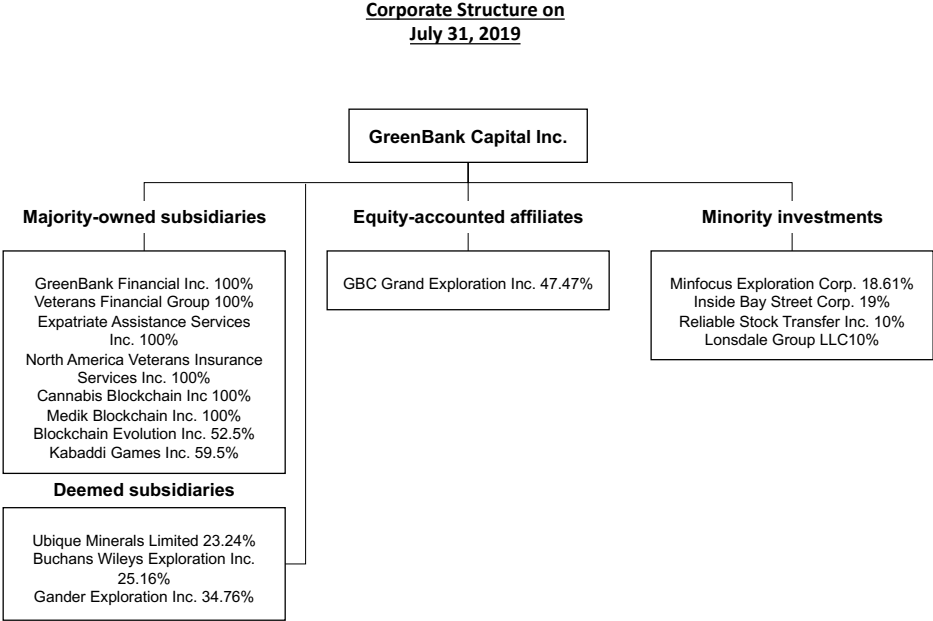 Corporate Structure on
July 31, 2019
GreenBank Capital Inc.
Majority-owned subsidiaries
GreenBank Financial Inc. 100%
Veterans Financial Group 100%
Expatriate Assistance Services
Inc. 100%
North America Veterans Insurance
Services Inc. 100%
Cannabis Blockchain Inc 100%
Medik Blockchain Inc. 100%
Blockchain Evolution Inc. 52.5%
Kabaddi Games Inc. 59.5%
Deemed subsidiaries
Ubique Minerals Limited 23.24%
Buchans Wileys Exploration Inc.
25.16%
Gander Exploration Inc. 34.76%
Equity-accounted affiliates
GBC Grand Exploration Inc. 47.47%
Minority investments
Minfocus Exploration Corp. 18.61%
Inside Bay Street Corp. 19%
Reliable Stock Transfer Inc. 10%
Lonsdale Group LLC10%